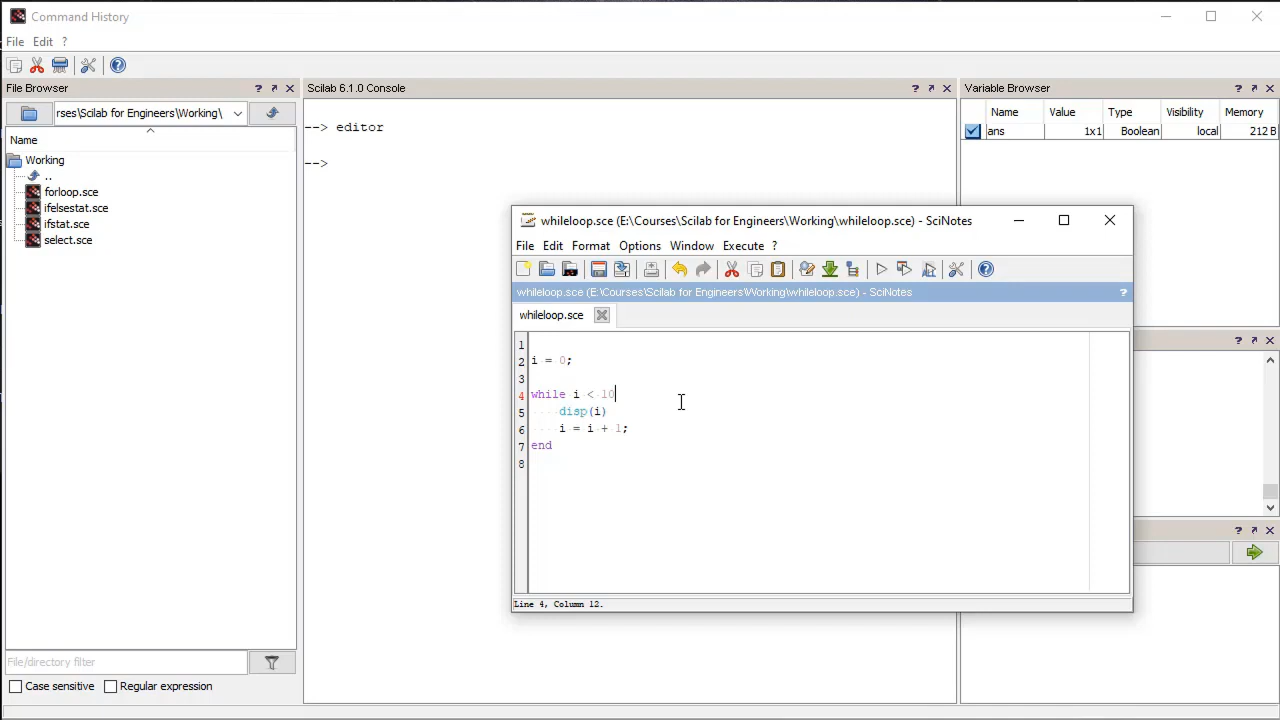 Command History
File Edit ?
File Browser ? 
rses\Scilab for Engineers\Working\
Name
Working
..
forloop.sce
ifelsestat.sce
ifstat.sce
select.sce
File/directory filter
Case sensitive Regular expression
Scilab 6.1.0 Console ?
--> editor
-->
Variable Browser ?
Name Value Type Visibility Memory
ans 1x1 Boolean local 212 B
?
?
whileloop.sce (E:\Courses\Scilab for Engineers\Working\whileloop.sce) - SciNotes
File Edit Format Options Window Execute ?
whileloop.sce (E:\Courses\Scilab for Engineers\Working\whileloop.sce) - SciNotes ?
whileloop.sce
1
2 i = 0;
3
4 while i < 10
5 disp(i)
6 i = i + 1;
7 end
8
Line 4, Column 12.